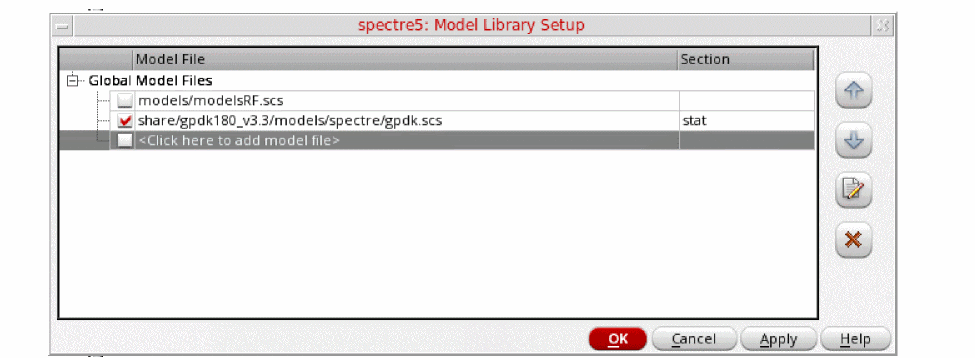 spectre5: Model Library Setup
Model File Section
Global Model Files
models/modelsRF.scs
share/gpdk180_v3.3/models/spectre/gpdk.scs stat
<Click here to add model file>
OK Cancel Apply Help